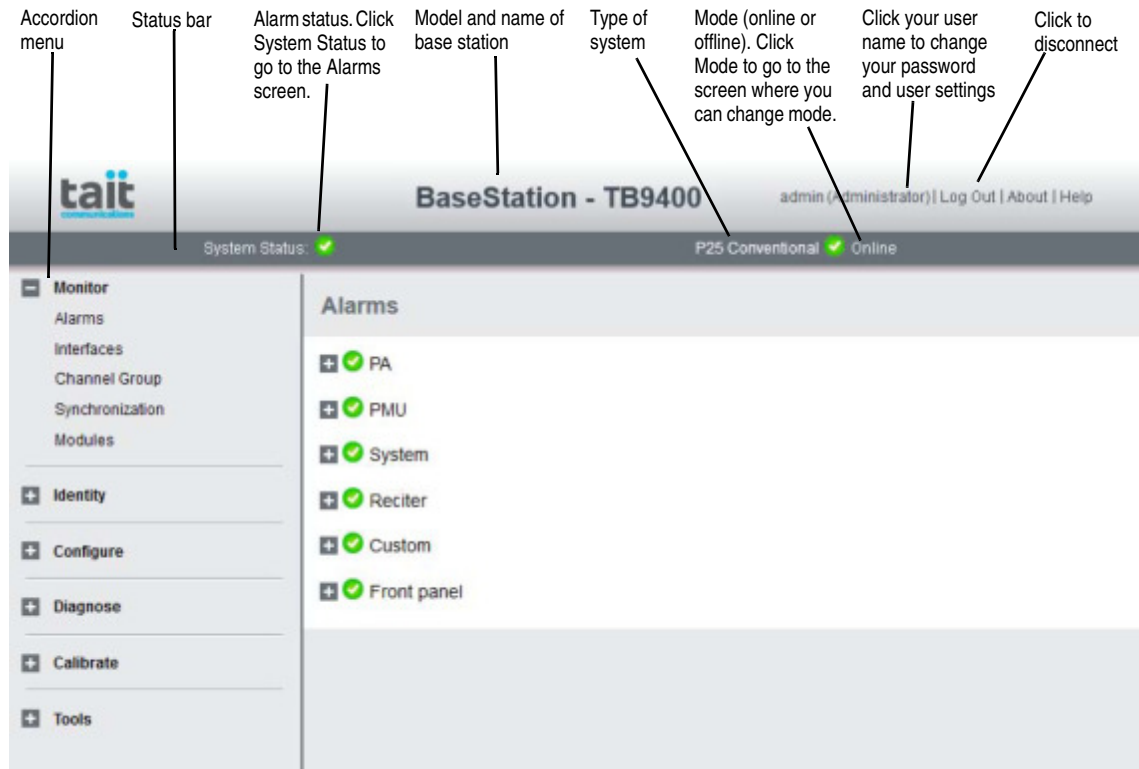 Accordion
menu
Status bar
Alarm status. Click
System Status to
go to the Alarms
screen.
Model and name of
base station
Type of
system
Mode (online or
offline). Click
Mode to go to the
screen where you
can change mode.
Click your user
name to change
your password
and user settings
Click to
disconnect
tait
communications
BaseStation - TB9400
admin (Administrator) | Log Out | About | Help
System Status:
P25 Conventional Online
Monitor
Alarms
Interfaces
Channel Group
Synchronization
Modules
Identity
Configure
Diagnose
Calibrate
Tools
Alarms
PA
PMU
System
Reciter
Custom
Front panel